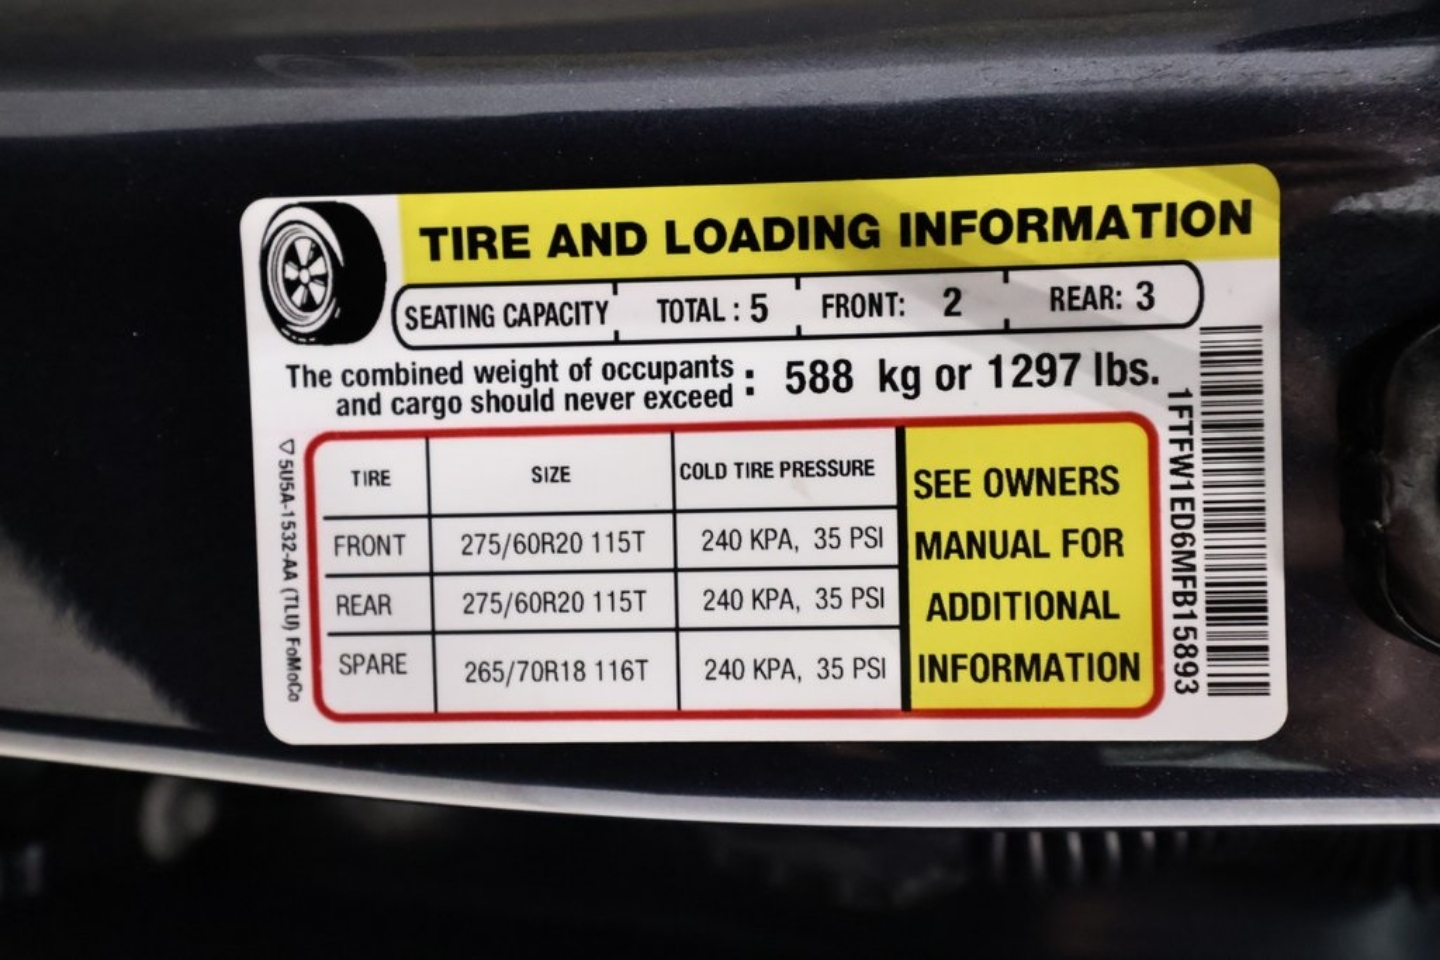 TIRE AND LOADING INFORMATION
SEATING CAPACITY TOTAL : 5 FRONT: 2 REAR: 3
The combined weight of occupants
and cargo should never exceed : 588 kg or 1297 lbs.
TIRE SIZE COLD TIRE PRESSURE
FRONT 275/60R20 115T 240 KPA, 35 PSI
REAR 275/60R20 115T 240 KPA, 35 PSI
SPARE 265/70R18 116T 240 KPA, 35 PSI
SEE OWNERS
MANUAL FOR
ADDITIONAL
INFORMATION
5U5A-1532-AA (TLU) FoMoCo
1FTFW1ED6MFB15893